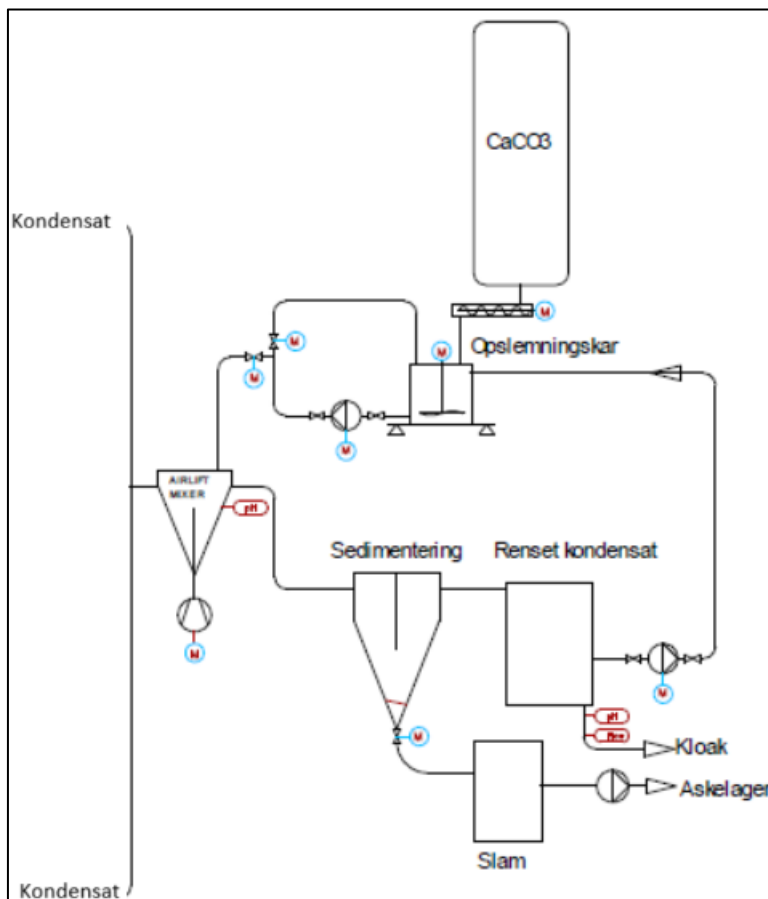 CaCO3
Kondensat
M
M
M
M
Opslemningskar
M
AIRLIFT
MIXER
pH
Sedimentering
Renset kondensat
M
M
pH
M
Kloak
Askelager
Slam
Kondensat